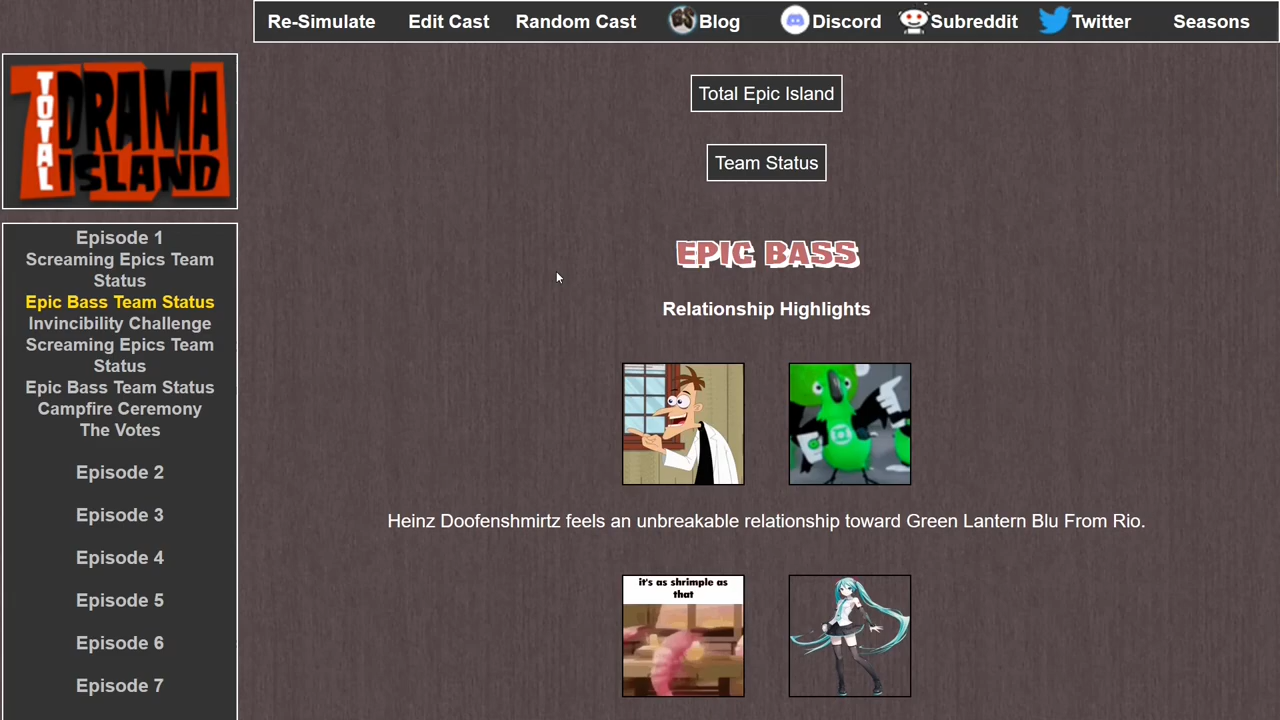 Re-Simulate Edit Cast Random Cast Blog Discord Subreddit Twitter Seasons
TOTAL
DRAMA
ISLAND
Episode 1
Screaming Epics Team
Status
Epic Bass Team Status
Invincibility Challenge
Screaming Epics Team
Status
Epic Bass Team Status
Campfire Ceremony
The Votes
Episode 2
Episode 3
Episode 4
Episode 5
Episode 6
Episode 7
Total Epic Island
Team Status
EPIC BASS
Relationship Highlights
Heinz Doofenshmirtz feels an unbreakable relationship toward Green Lantern Blu From Rio.
it's as shrimple as
that